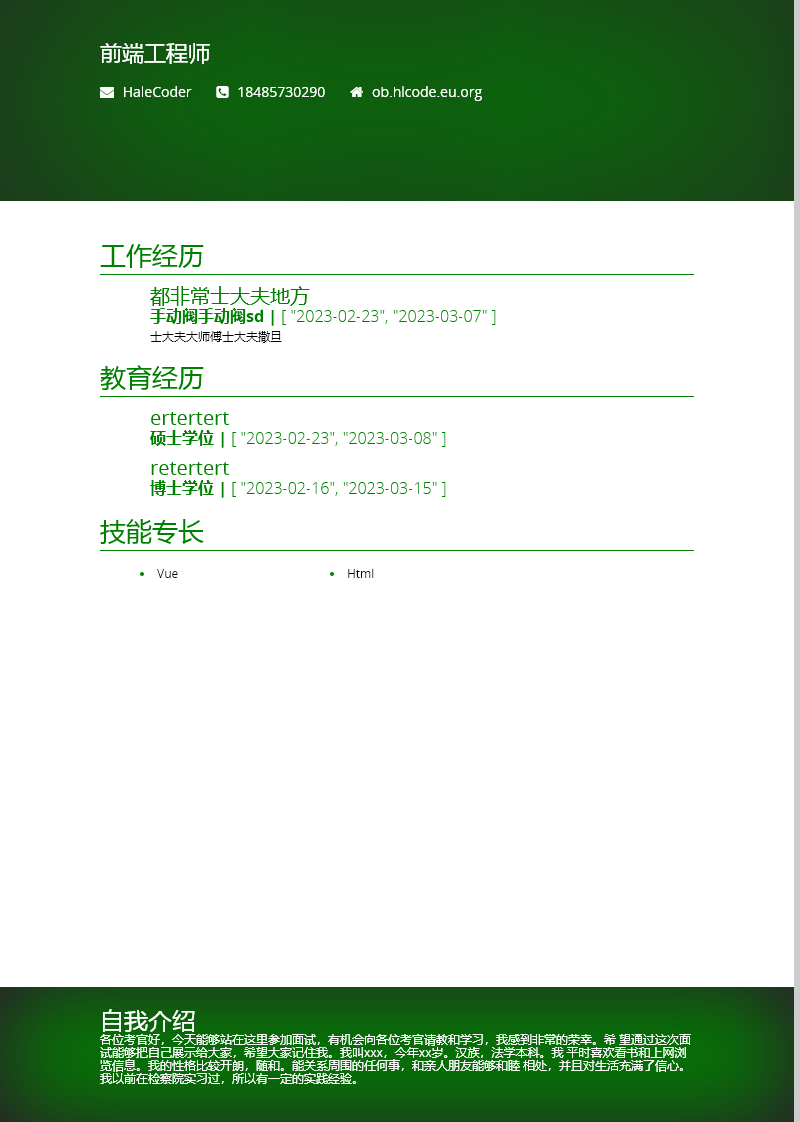 前端工程师
HaleCoder 18485730290 ob.hlcode.eu.org
工作经历
都非常士大夫地方
手动阀手动阀sd | [ "2023-02-23", "2023-03-07" ]
士大夫大师傅士大夫撒旦
教育经历
ertertert
硕士学位 | [ "2023-02-23", "2023-03-08" ]
retertert
博士学位 | [ "2023-02-16", "2023-03-15" ]
技能专长
Vue
Html
自我介绍
各位考官好，今天能够站在这里参加面试，有机会向各位考官请教和学习，我感到非常的荣幸。希 望通过这次面
试能够把自己展示给大家，希望大家记住我。我叫xxx，今年xx岁。汉族，法学本科。我 平时喜欢看书和上网浏
览信息。我的性格比较开朗，随和。能关系周围的任何事，和亲人朋友能够和睦 相处，并且对生活充满了信心。
我以前在检察院实习过，所以有一定的实践经验。